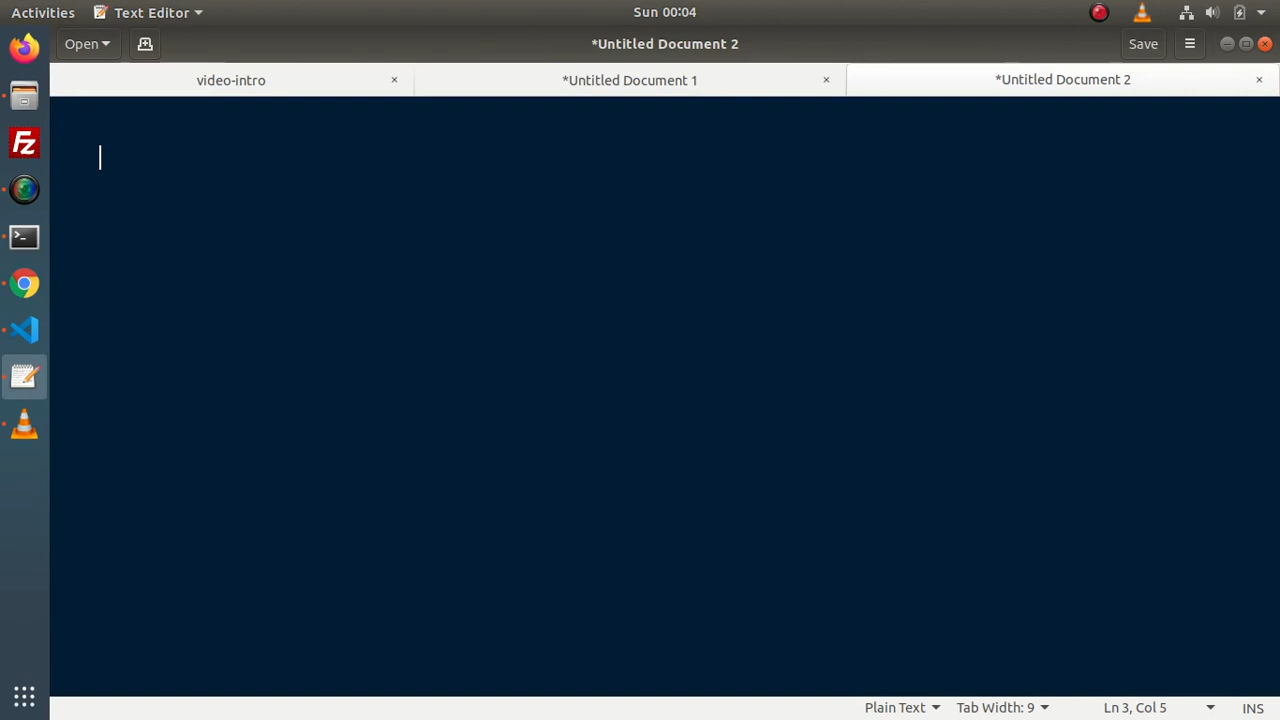 Activities Text Editor Sun 00:04
Open *Untitled Document 2 Save
video-intro × *Untitled Document 1 × *Untitled Document 2 ×
Plain Text Tab Width: 9 Ln 3, Col 5 INS